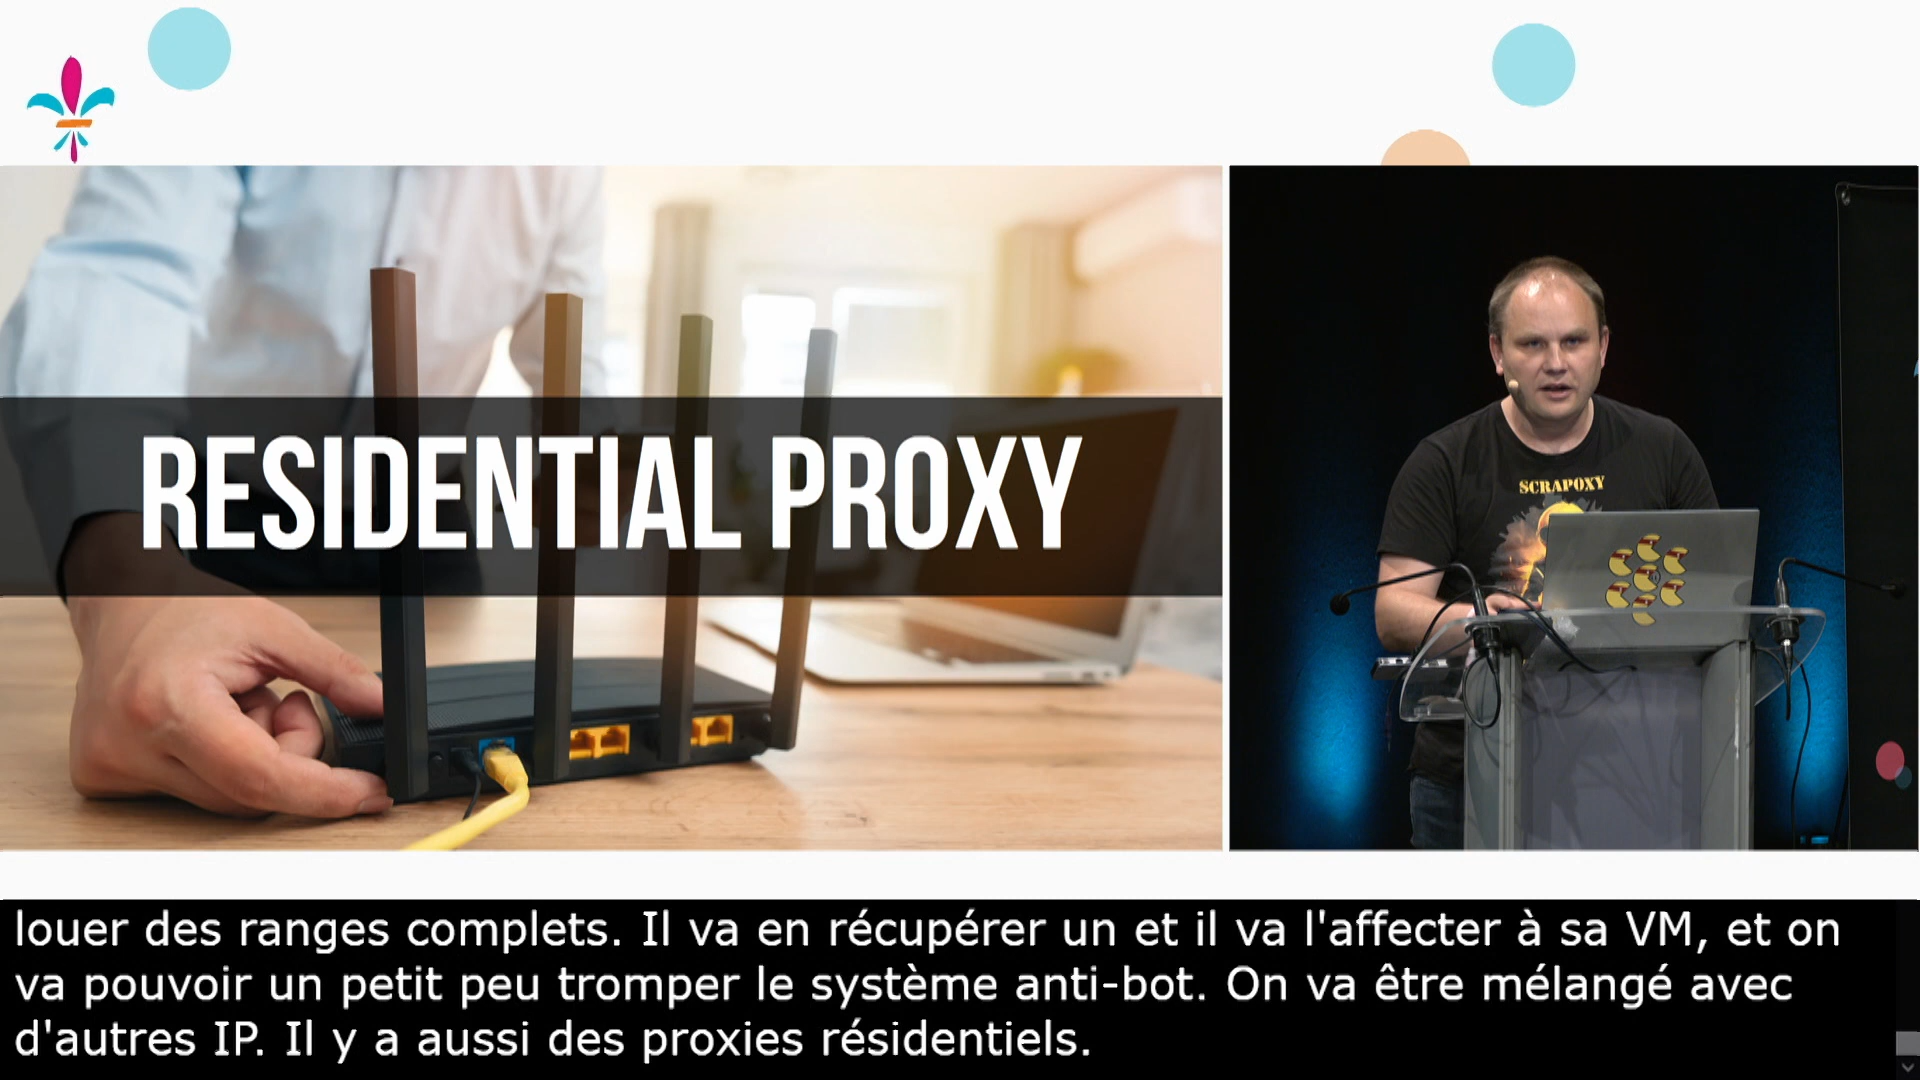 RESIDENTIAL PROXY
SCRAPOXY
louer des ranges complets. Il va en récupérer un et il va l'affecter à sa VM, et on
va pouvoir un petit peu tromper le système anti-bot. On va être mélangé avec
d'autres IP. Il y a aussi des proxies résidentiels.